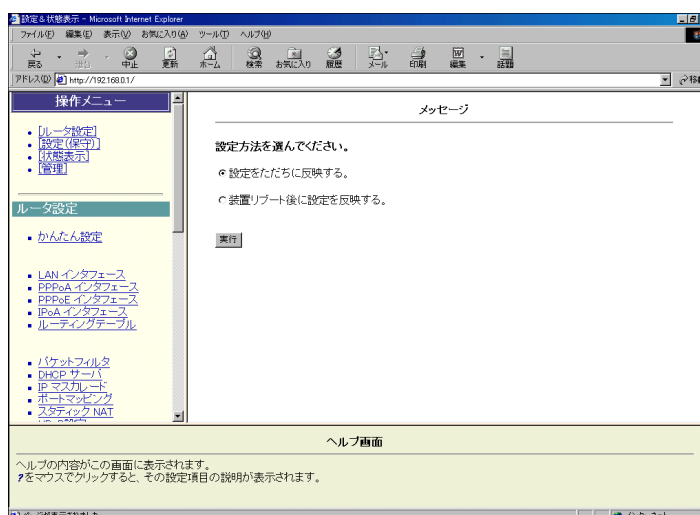 設定＆状態表示 - Microsoft Internet Explorer
ファイル(F) 編集(E) 表示(V) お気に入り(A) ツール(T) ヘルプ(H)
戻る 進む 中止 更新 ホーム 検索 お気に入り 履歴 メール 印刷 編集 話題
アドレス(D) http://192.168.0.1/ 移動
操作メニュー
[ルータ設定]
[設定(保守)]
[状態表示]
[管理]
ルータ設定
かんたん設定
LAN インタフェース
PPPoA インタフェース
PPPoE インタフェース
IPoA インタフェース
ルーティングテーブル
パケットフィルタ
DHCP サーバ
IP マスカレード
ポートマッピング
スタティック NAT
メッセージ
設定方法を選んでください。
設定をただちに反映する。
装置リブート後に設定を反映する。
実行
ヘルプ画面
ヘルプの内容がこの画面に表示されます。
?をマウスでクリックすると、その設定項目の説明が表示されます。